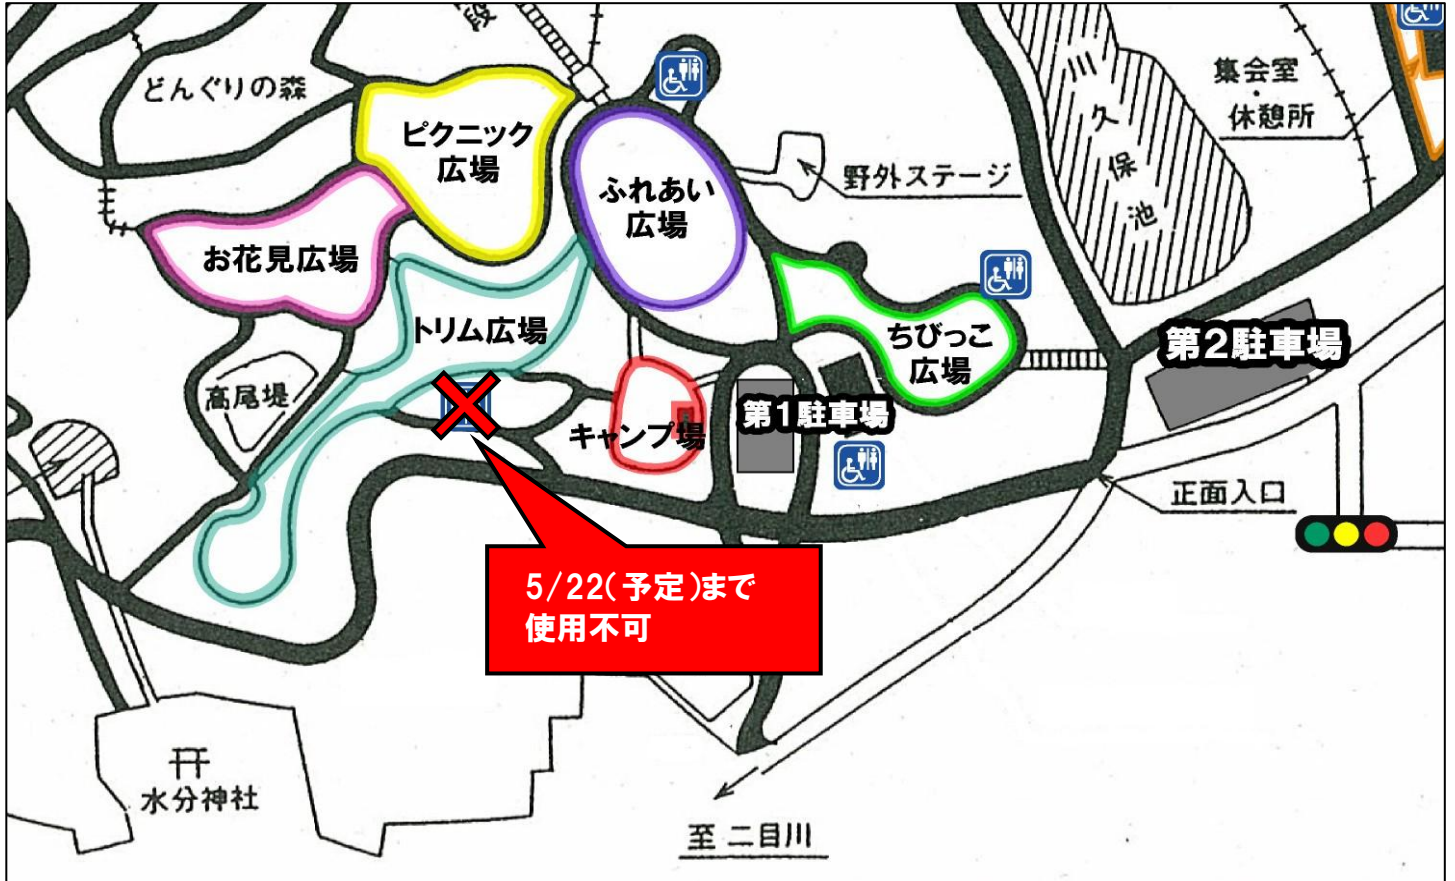 段
どんぐりの森
ピクニック
広場
ふれあい
広場
野外ステージ
川久保池
集会室
・
休憩所
お花見広場
トリム広場
ちびっこ
広場
第2駐車場
高尾堤
キャンプ場
第1駐車場
正面入口
5/22(予定)まで
使用不可
水分神社
至 二目川